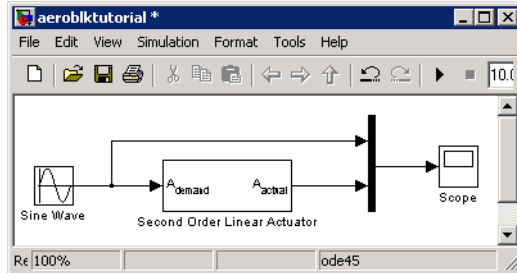 aeroblktutorial *
File Edit View Simulation Format Tools Help
10.0
A demand A actual
Sine Wave
Second Order Linear Actuator
Scope
100%
ode45